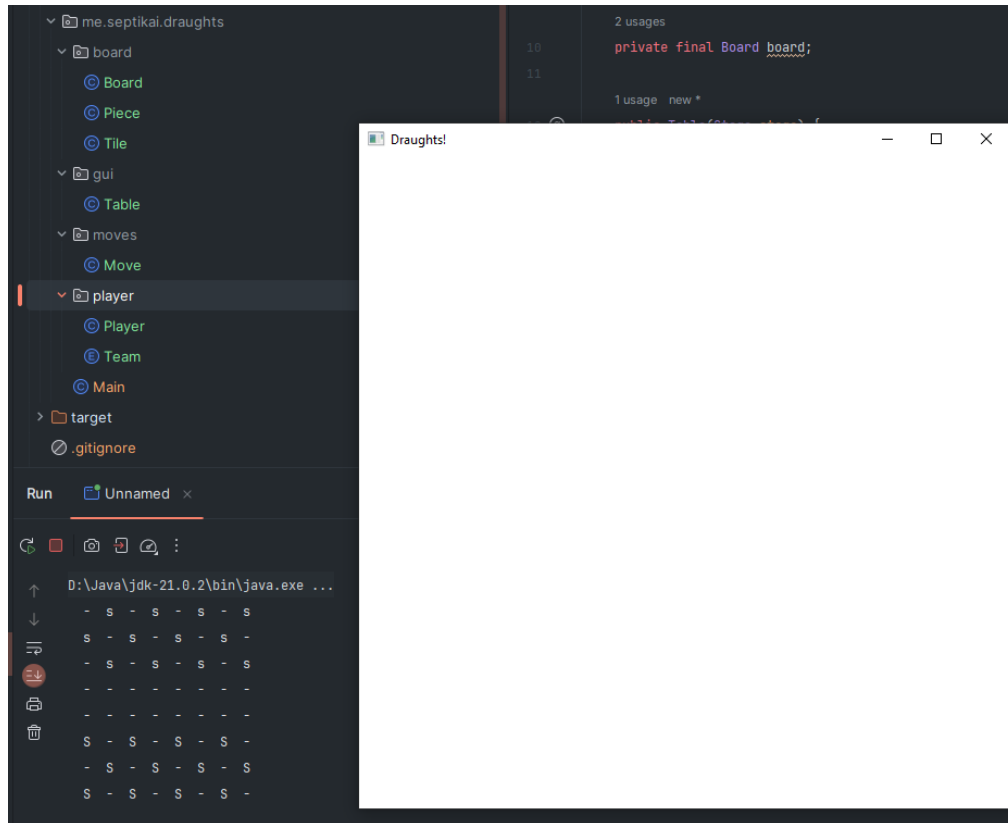 me.septikai.draughts
board
Board
Piece
Tile
gui
Table
moves
Move
player
Player
Team
Main
target
.gitignore
2 usages
10 private final Board board;
11
1 usage new *
Draughts!
Run Unnamed
D:\Java\jdk-21.0.2\bin\java.exe ...
- s - s - s - s
s - s - s - s -
- s - s - s - s
- - - - - - - -
- - - - - - - -
S - S - S - S -
- S - S - S - S
S - S - S - S -